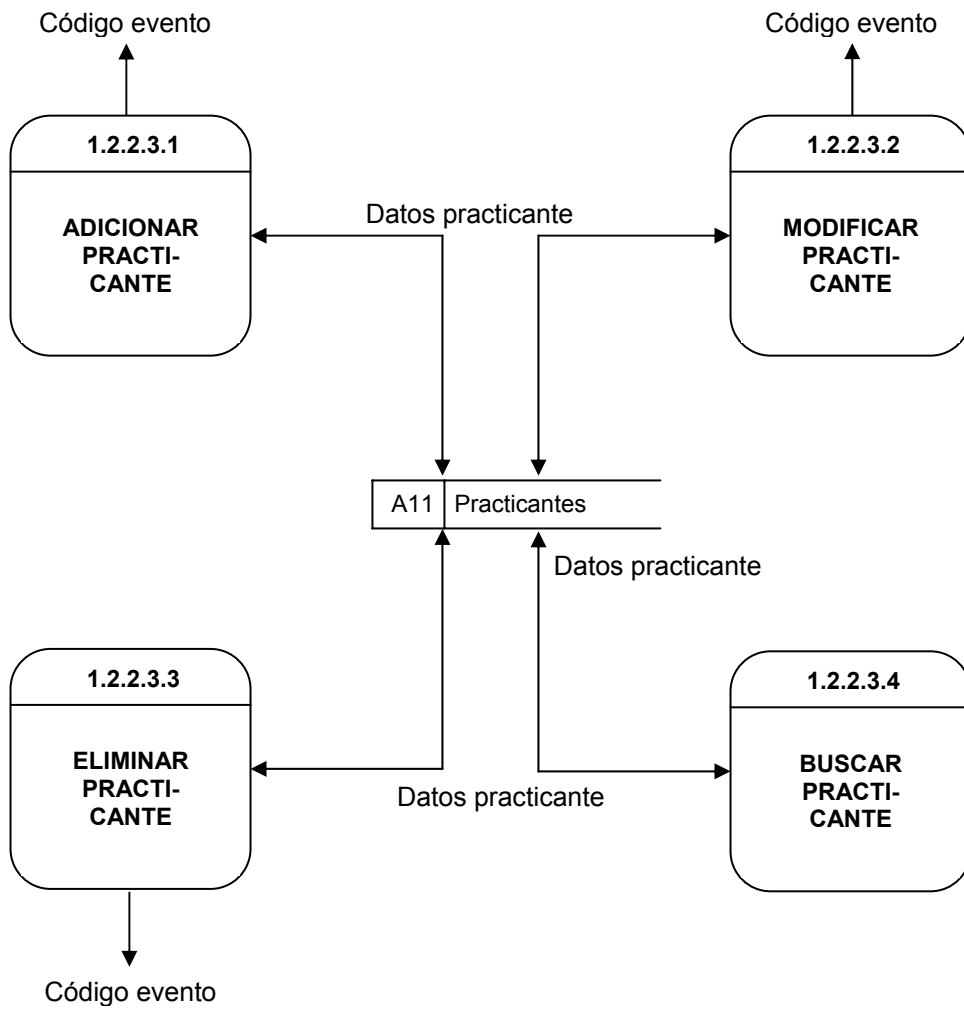 Código evento
Código evento
1.2.2.3.1
ADICIONAR
PRACTI-
CANTE
Datos practicante
1.2.2.3.2
MODIFICAR
PRACTI-
CANTE
A11 Practicantes
Datos practicante
1.2.2.3.3
ELIMINAR
PRACTI-
CANTE
Datos practicante
1.2.2.3.4
BUSCAR
PRACTI-
CANTE
Código evento